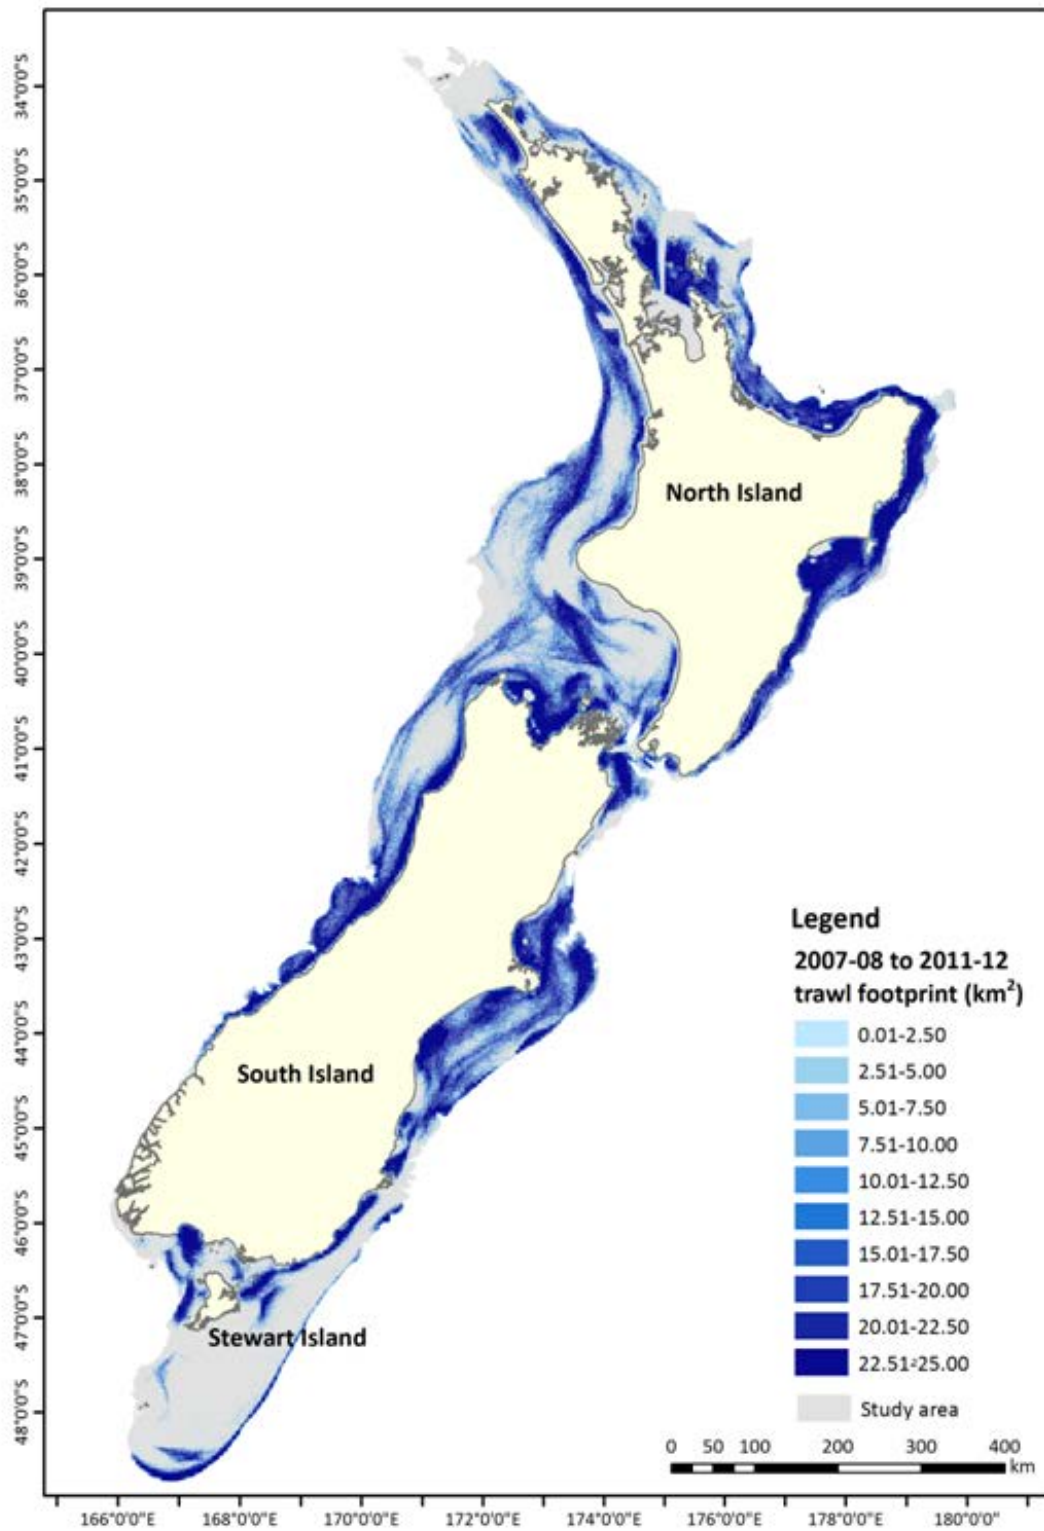 34°0'0"S
35°0'0"S
36°0'0"S
37°0'0"S
38°0'0"S
39°0'0"S
40°0'0"S
41°0'0"S
42°0'0"S
43°0'0"S
44°0'0"S
45°0'0"S
46°0'0"S
47°0'0"S
48°0'0"S
North Island
South Island
Stewart Island
Legend
2007-08 to 2011-12
trawl footprint (km²)
0.01-2.50
2.51-5.00
5.01-7.50
7.51-10.00
10.01-12.50
12.51-15.00
15.01-17.50
17.51-20.00
20.01-22.50
22.51-25.00
Study area
0 50 100 200 300 400
km
166°0'0"E 168°0'0"E 170°0'0"E 172°0'0"E 174°0'0"E 176°0'0"E 178°0'0"E 180°0'0"E